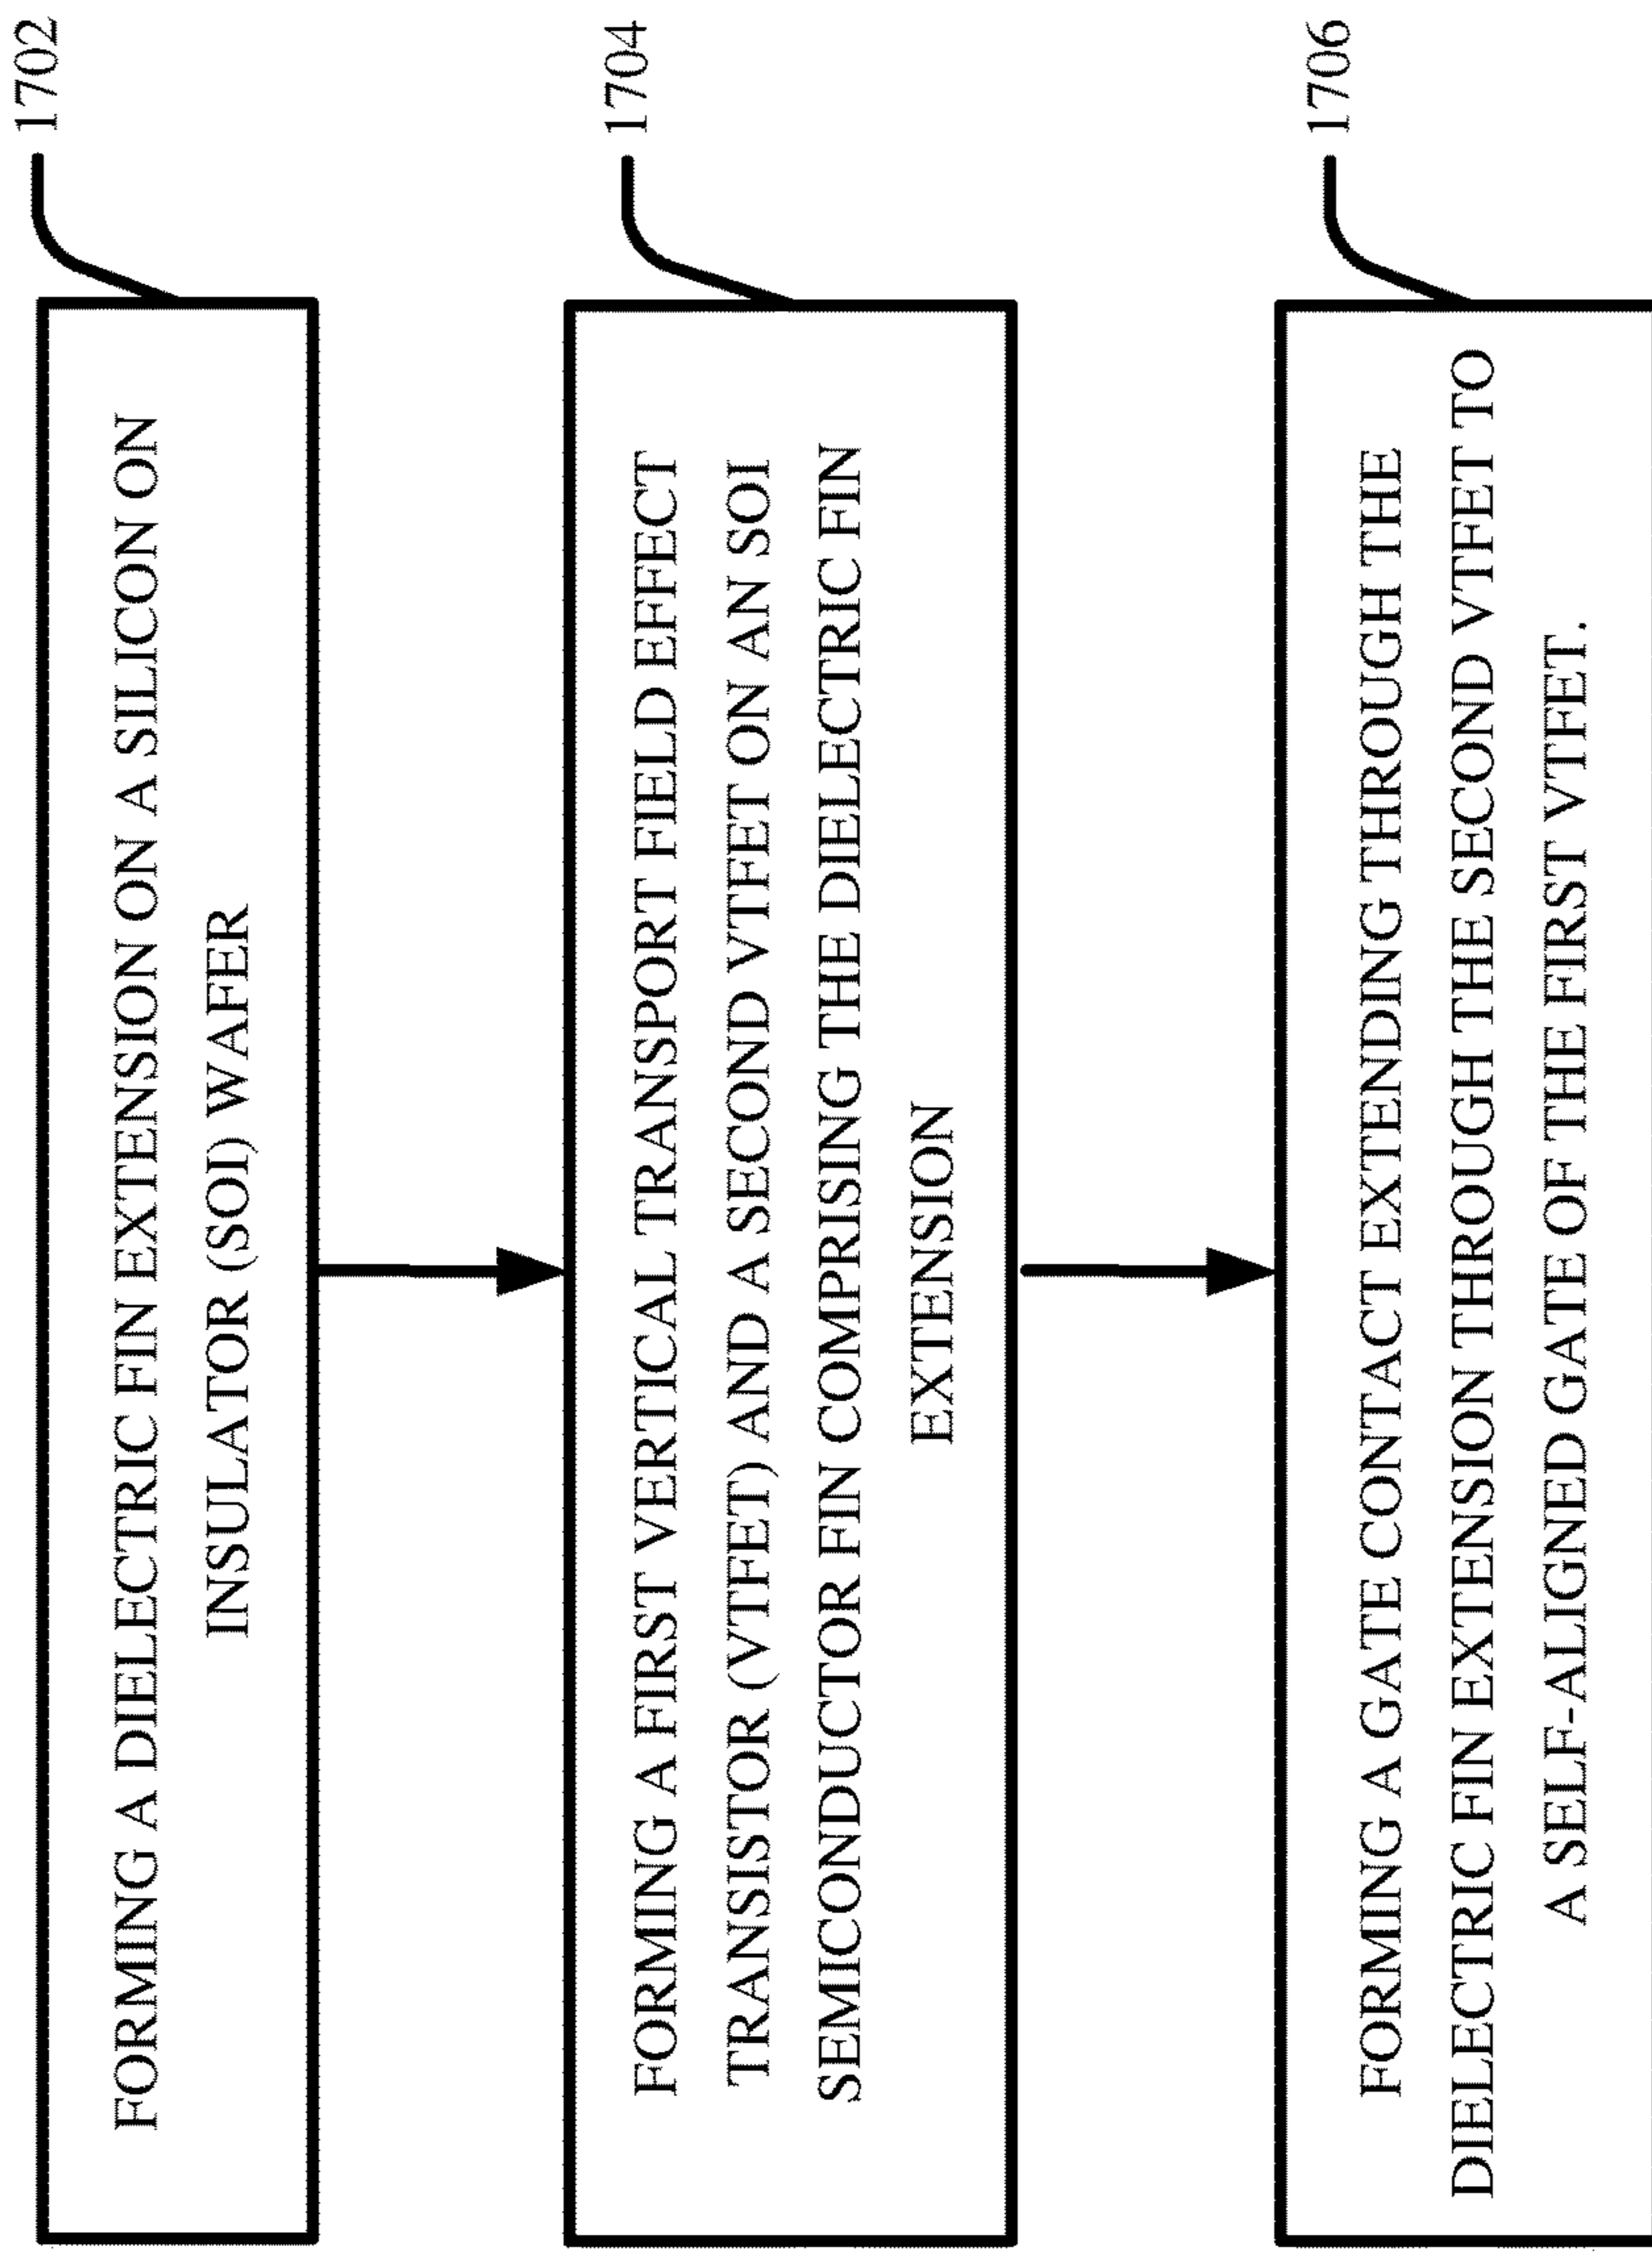 1702
FORMING A DIELECTRIC FIN EXTENSION ON A SILICON ON
INSULATOR (SOI) WAFER
1704
FORMING A FIRST VERTICAL TRANSPORT FIELD EFFECT
TRANSISTOR (VTFET) AND A SECOND VTFET ON AN SOI
SEMICONDUCTOR FIN COMPRISING THE DIELECTRIC FIN
EXTENSION
1706
FORMING A GATE CONTACT EXTENDING THROUGH THE
DIELECTRIC FIN EXTENSION THROUGH THE SECOND VTFET TO
A SELF-ALIGNED GATE OF THE FIRST VTFET.